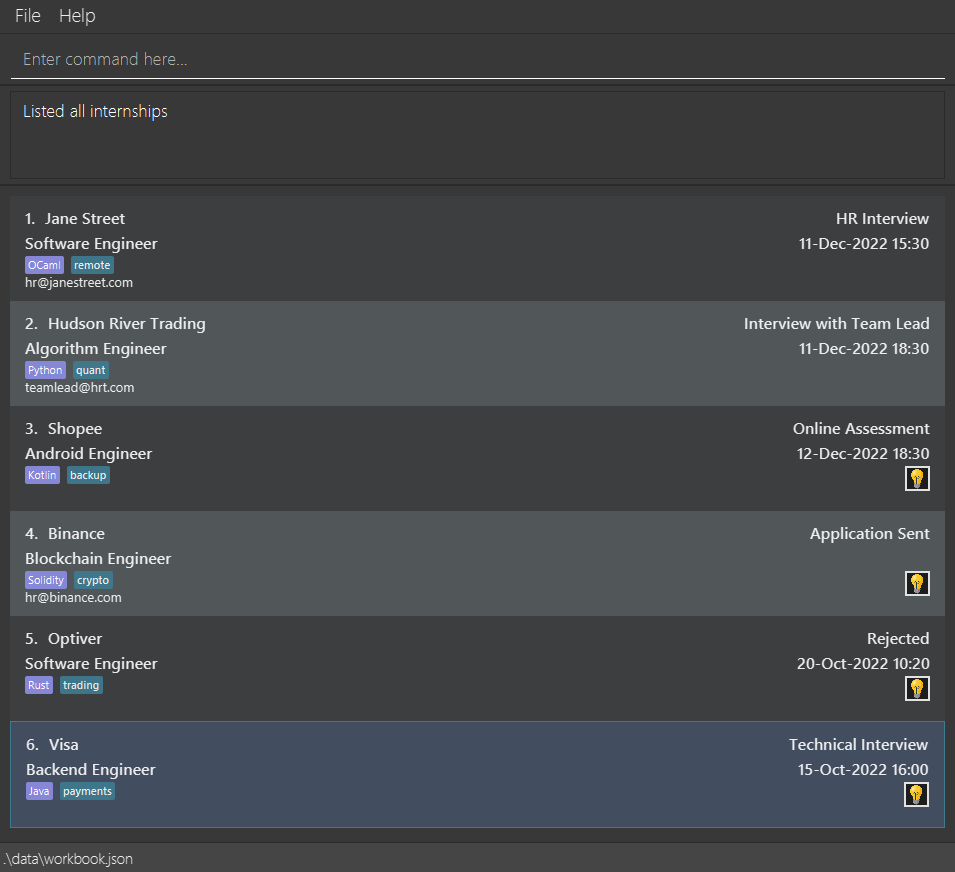 File Help
Enter command here...
Listed all internships
1. Jane Street HR Interview
Software Engineer 11-Dec-2022 15:30
OCaml remote
hr@janestreet.com
2. Hudson River Trading Interview with Team Lead
Algorithm Engineer 11-Dec-2022 18:30
Python quant
teamlead@hrt.com
3. Shopee Online Assessment
Android Engineer 12-Dec-2022 18:30
Kotlin backup
4. Binance Application Sent
Blockchain Engineer
Solidity crypto
hr@binance.com
5. Optiver Rejected
Software Engineer 20-Oct-2022 10:20
Rust trading
6. Visa Technical Interview
Backend Engineer 15-Oct-2022 16:00
Java payments
.\data\workbook.json